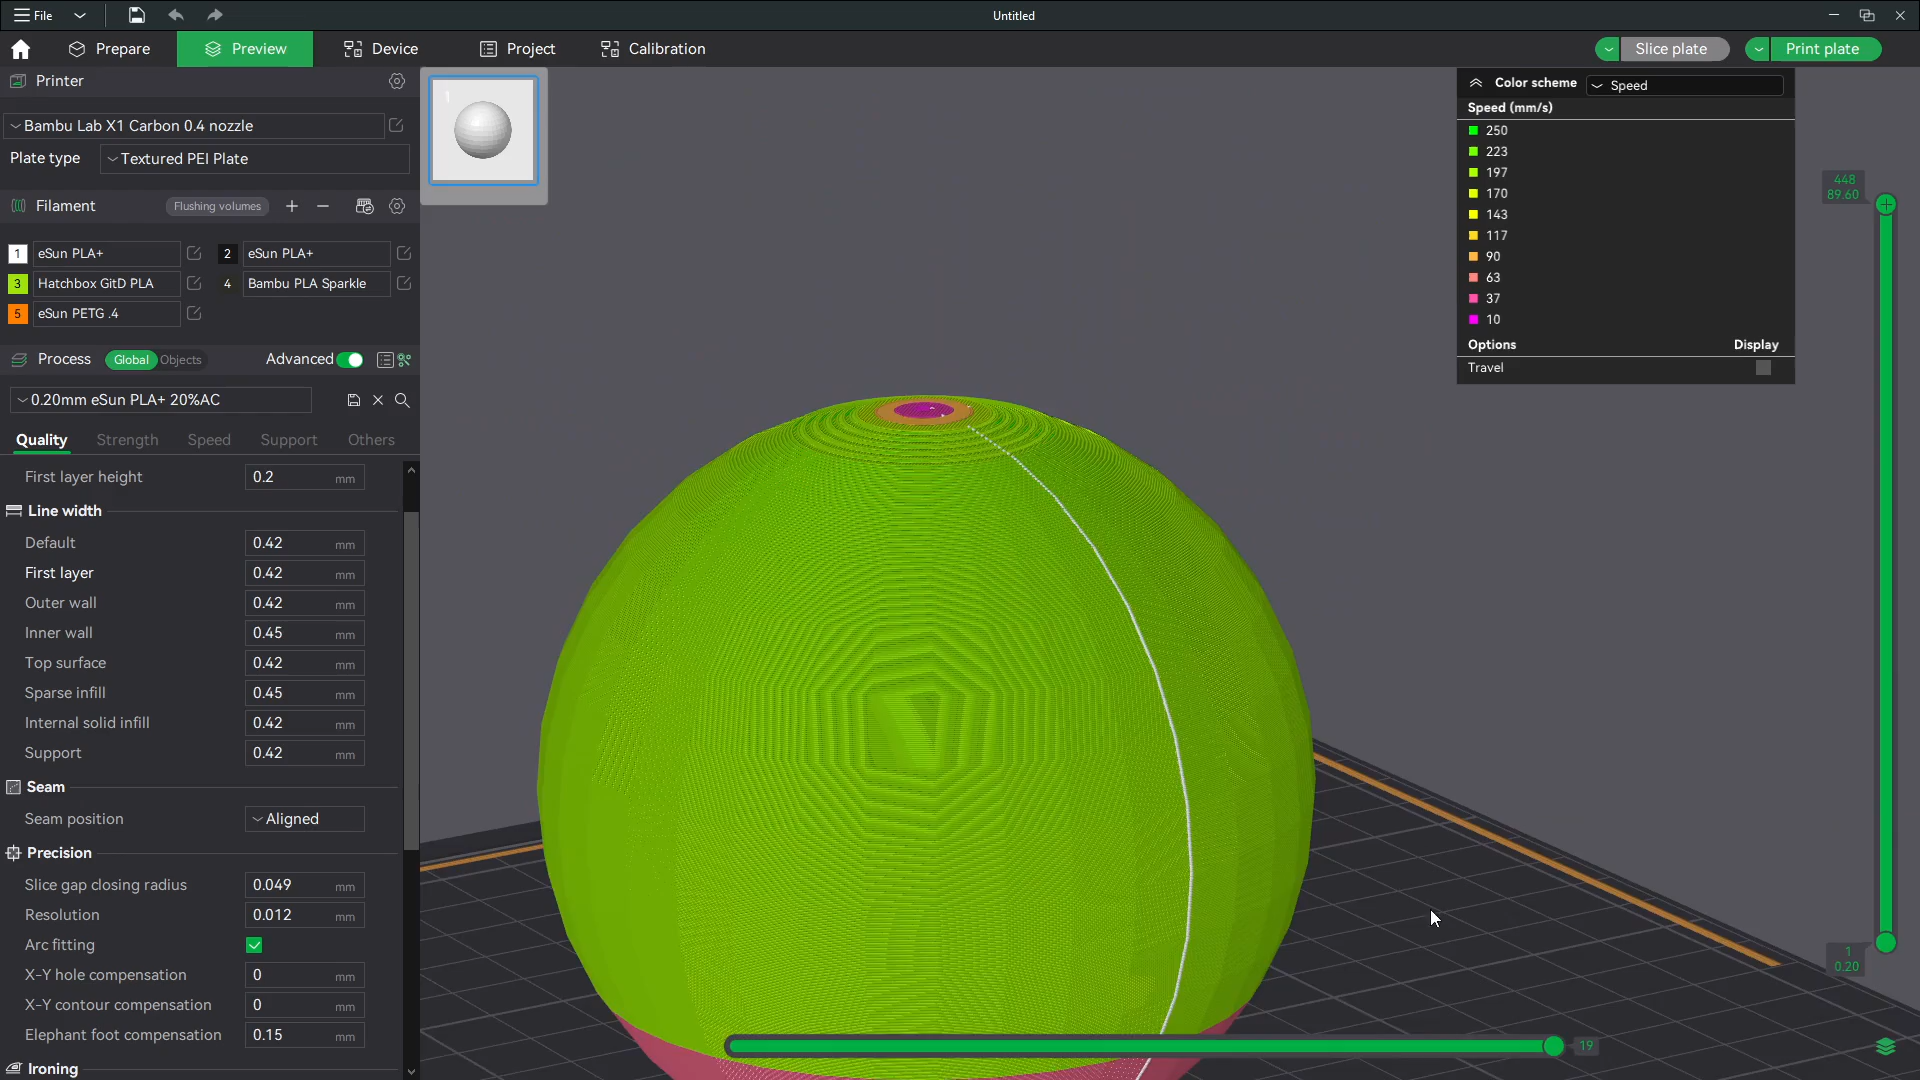 File
Untitled
Prepare
Preview
Device
Project
Calibration
Slice plate
Print plate
Printer
Bambu Lab X1 Carbon 0.4 nozzle
Plate type
Textured PEI Plate
Filament
Flushing volumes
1 eSun PLA+
2 eSun PLA+
3 Hatchbox GitD PLA
4 Bambu PLA Sparkle
5 eSun PETG .4
Process
Global
Objects
Advanced
0.20mm eSun PLA+ 20%AC
Quality
Strength
Speed
Support
Others
First layer height 0.2 mm
Line width
Default 0.42 mm
First layer 0.42 mm
Outer wall 0.42 mm
Inner wall 0.45 mm
Top surface 0.42 mm
Sparse infill 0.45 mm
Internal solid infill 0.42 mm
Support 0.42 mm
Seam
Seam position Aligned
Precision
Slice gap closing radius 0.049 mm
Resolution 0.012 mm
Arc fitting
X-Y hole compensation 0 mm
X-Y contour compensation 0 mm
Elephant foot compensation 0.15 mm
Ironing
Color scheme Speed
Speed (mm/s)
250
223
197
170
143
117
90
63
37
10
Options Display
Travel
448
89.60
1
0.20
19